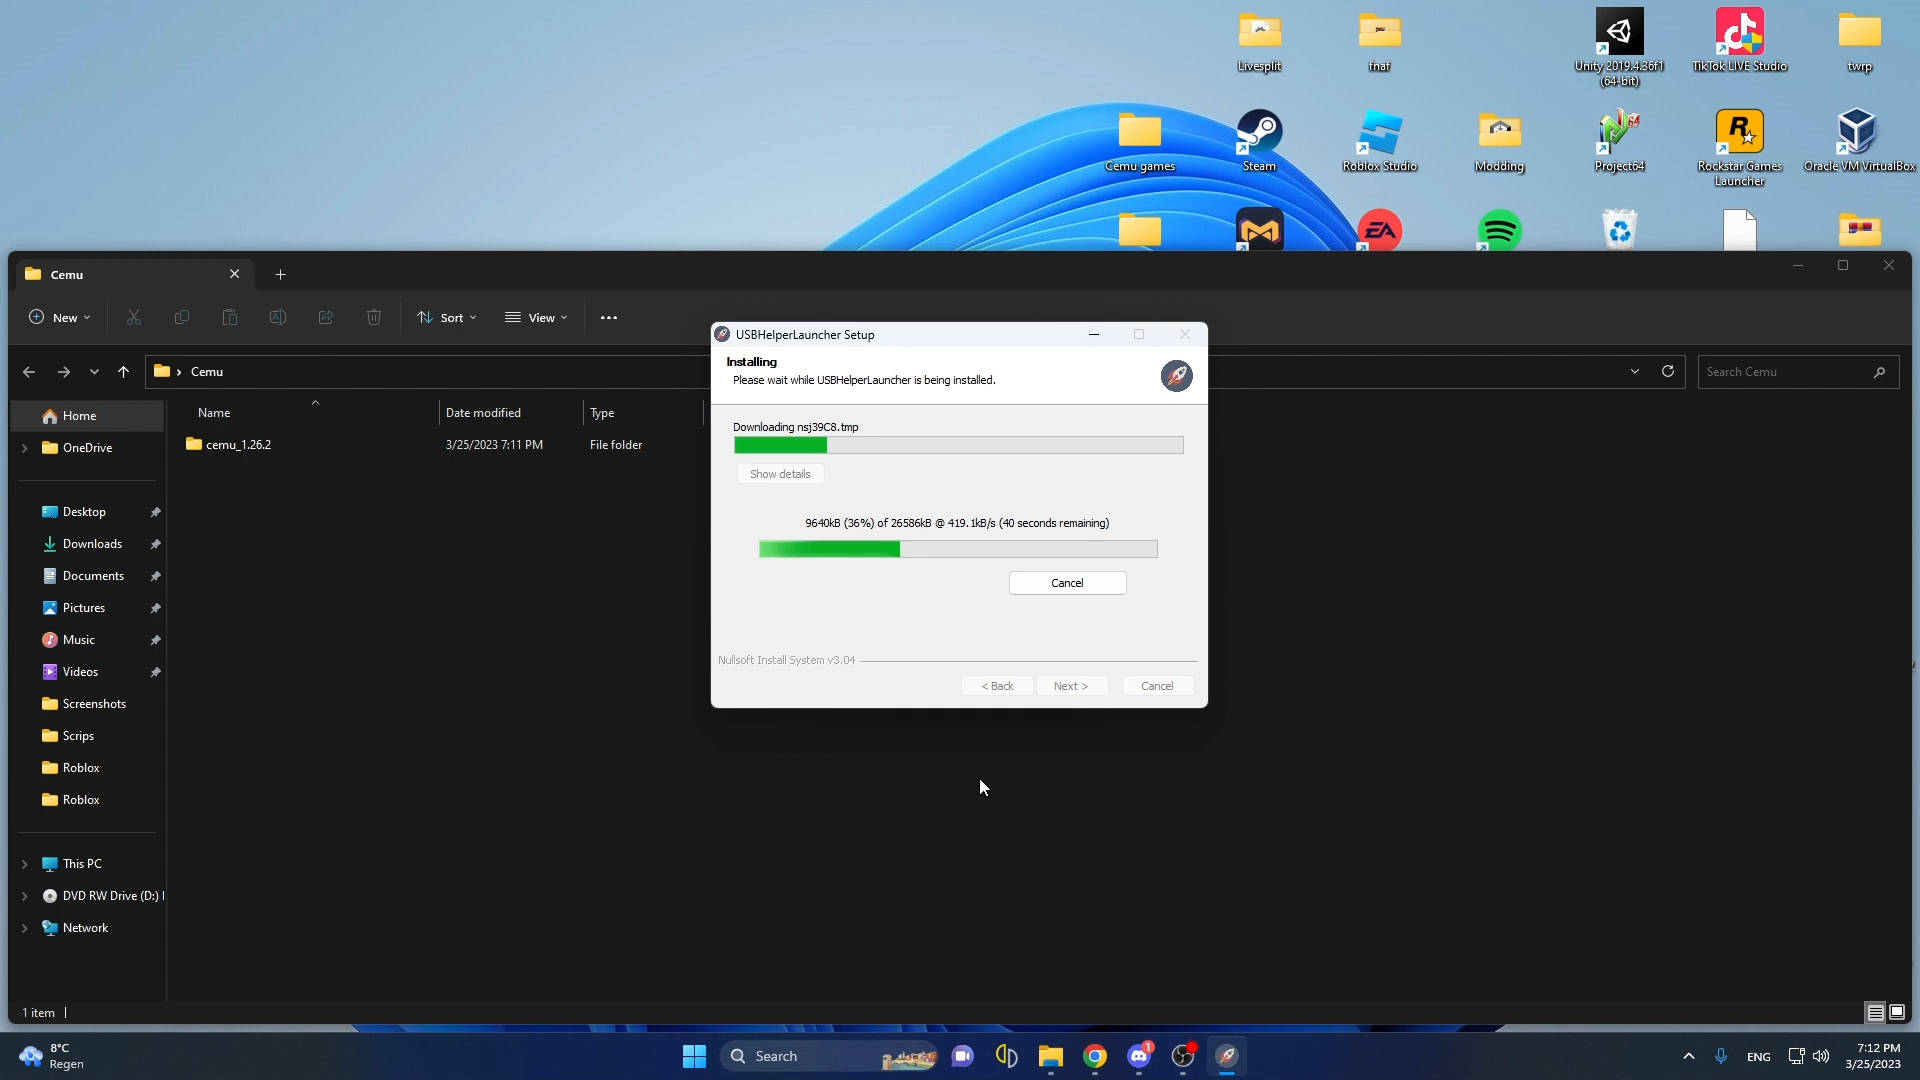 Livesplit
fnaf
Unity 2019.4.36f1
(64-bit)
TikTok LIVE Studio
twrp
Cemu games
Steam
Roblox Studio
Modding
64
Project64
Rockstar Games
Launcher
Oracle VM VirtualBox
EA
Cemu
New
Sort
View
Cemu
Search Cemu
USBHelperLauncher Setup
Installing
Please wait while USBHelperLauncher is being installed.
Downloading nsj39C8.tmp
Show details
9640kB (36%) of 26586kB @ 419.1kB/s (40 seconds remaining)
Cancel
Nullsoft Install System v3.04
< Back
Next >
Cancel
Name
Date modified
Type
cemu_1.26.2
3/25/2023 7:11 PM
File folder
Home
OneDrive
Desktop
Downloads
Documents
Pictures
Music
Videos
Screenshots
Scrips
Roblox
Roblox
This PC
DVD RW Drive (D:)
Network
1 item
8°C
Regen
Search
1
ENG
7:12 PM
3/25/2023